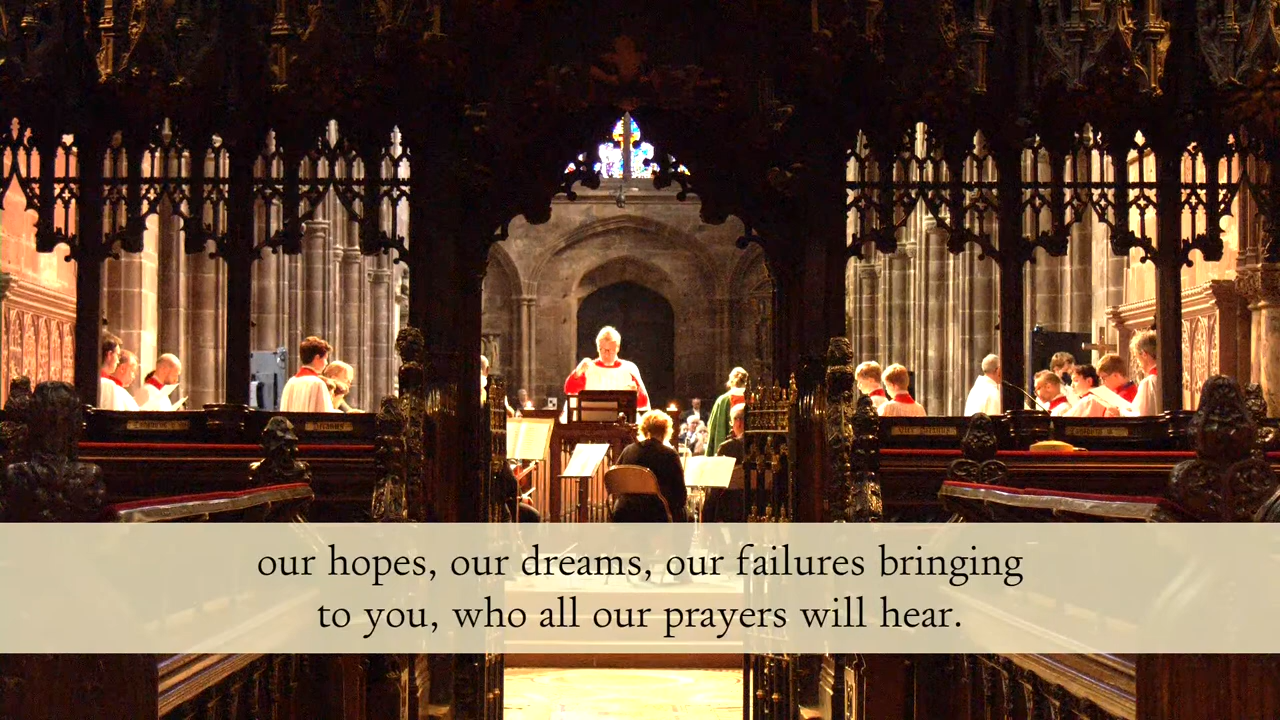 our hopes, our dreams, our failures bringing
to you, who all our prayers will hear.